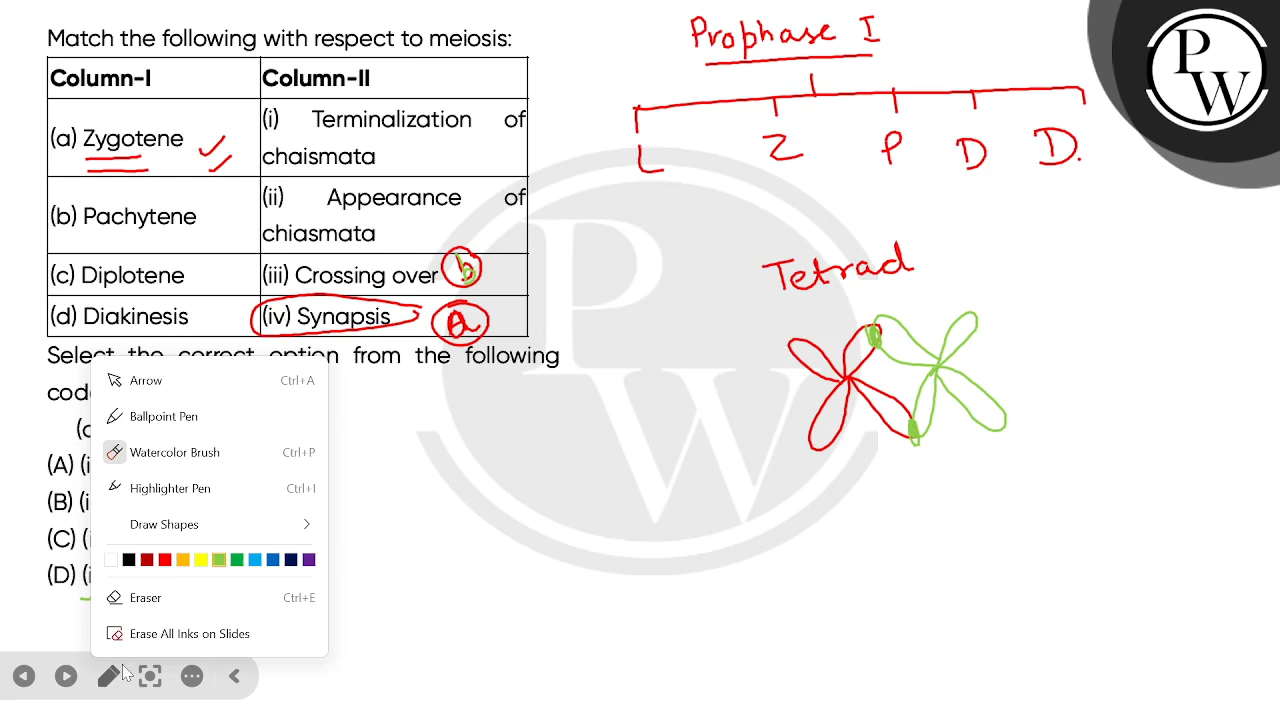 Match the following with respect to meiosis:
Column-I Column-II
(a) Zygotene (i) Terminalization of
chaismata
(b) Pachytene (ii) Appearance of
chiasmata
(c) Diplotene (iii) Crossing over b
(d) Diakinesis (iv) Synapsis a
Select the correct option from the following
(A)
(B)
(C)
(D)
Arrow Ctrl+A
Ballpoint Pen
Watercolor Brush Ctrl+P
Highlighter Pen Ctrl+I
Draw Shapes
Eraser Ctrl+E
Erase All Inks on Slides
Prophase I
L Z P D D.
Tetrad
P
W
P
W